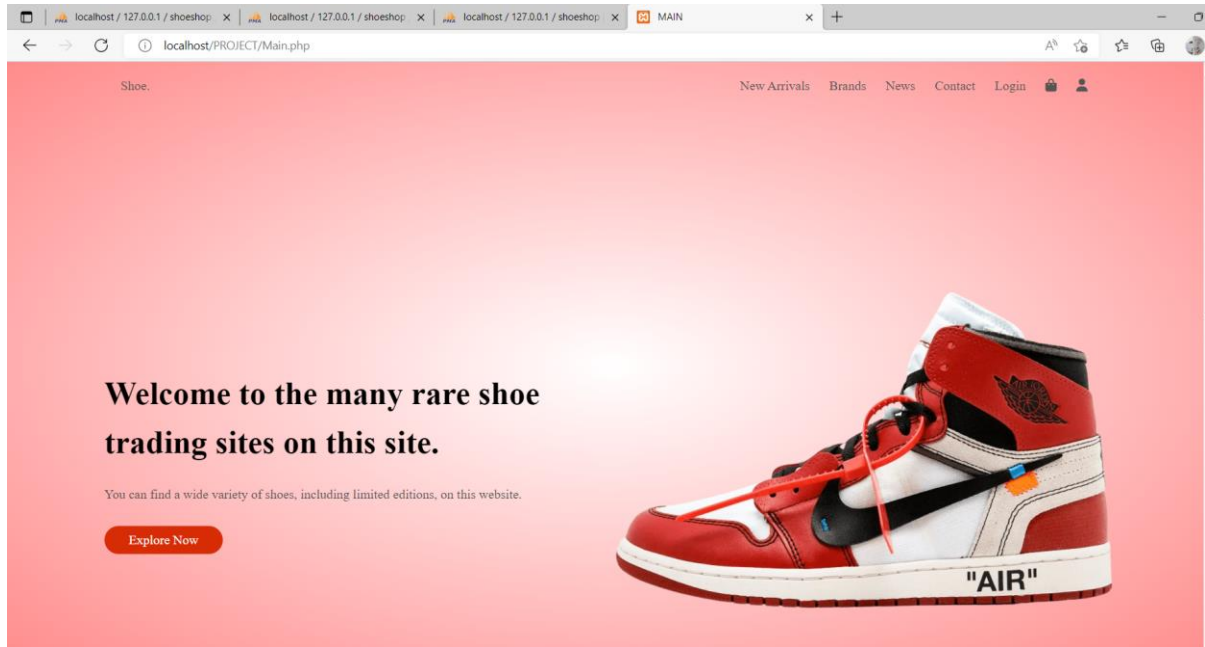 localhost / 127.0.0.1 / shoeshop
localhost / 127.0.0.1 / shoeshop
localhost / 127.0.0.1 / shoeshop
MAIN
localhost/PROJECT/Main.php
Shoe.
New Arrivals Brands News Contact Login
Welcome to the many rare shoe
trading sites on this site.
You can find a wide variety of shoes, including limited editions, on this website.
Explore Now
"AIR"